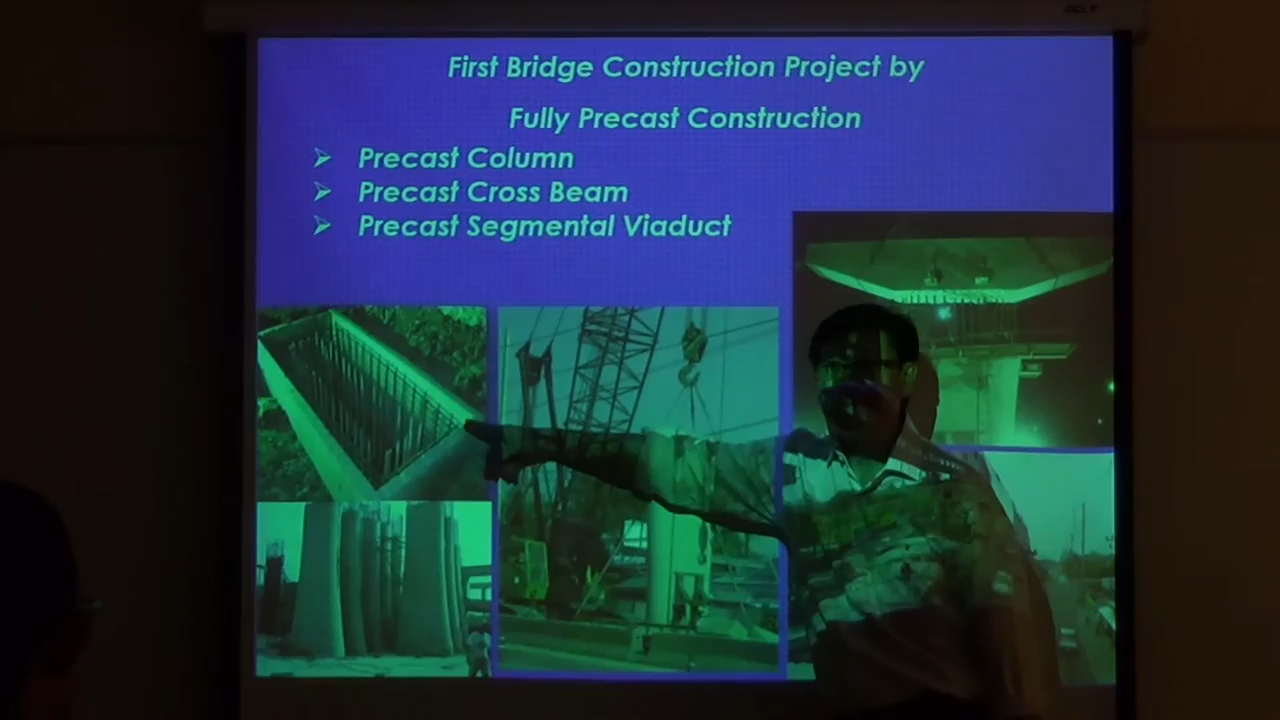 First Bridge Construction Project by
Fully Precast Construction
➢ Precast Column
➢ Precast Cross Beam
➢ Precast Segmental Viaduct